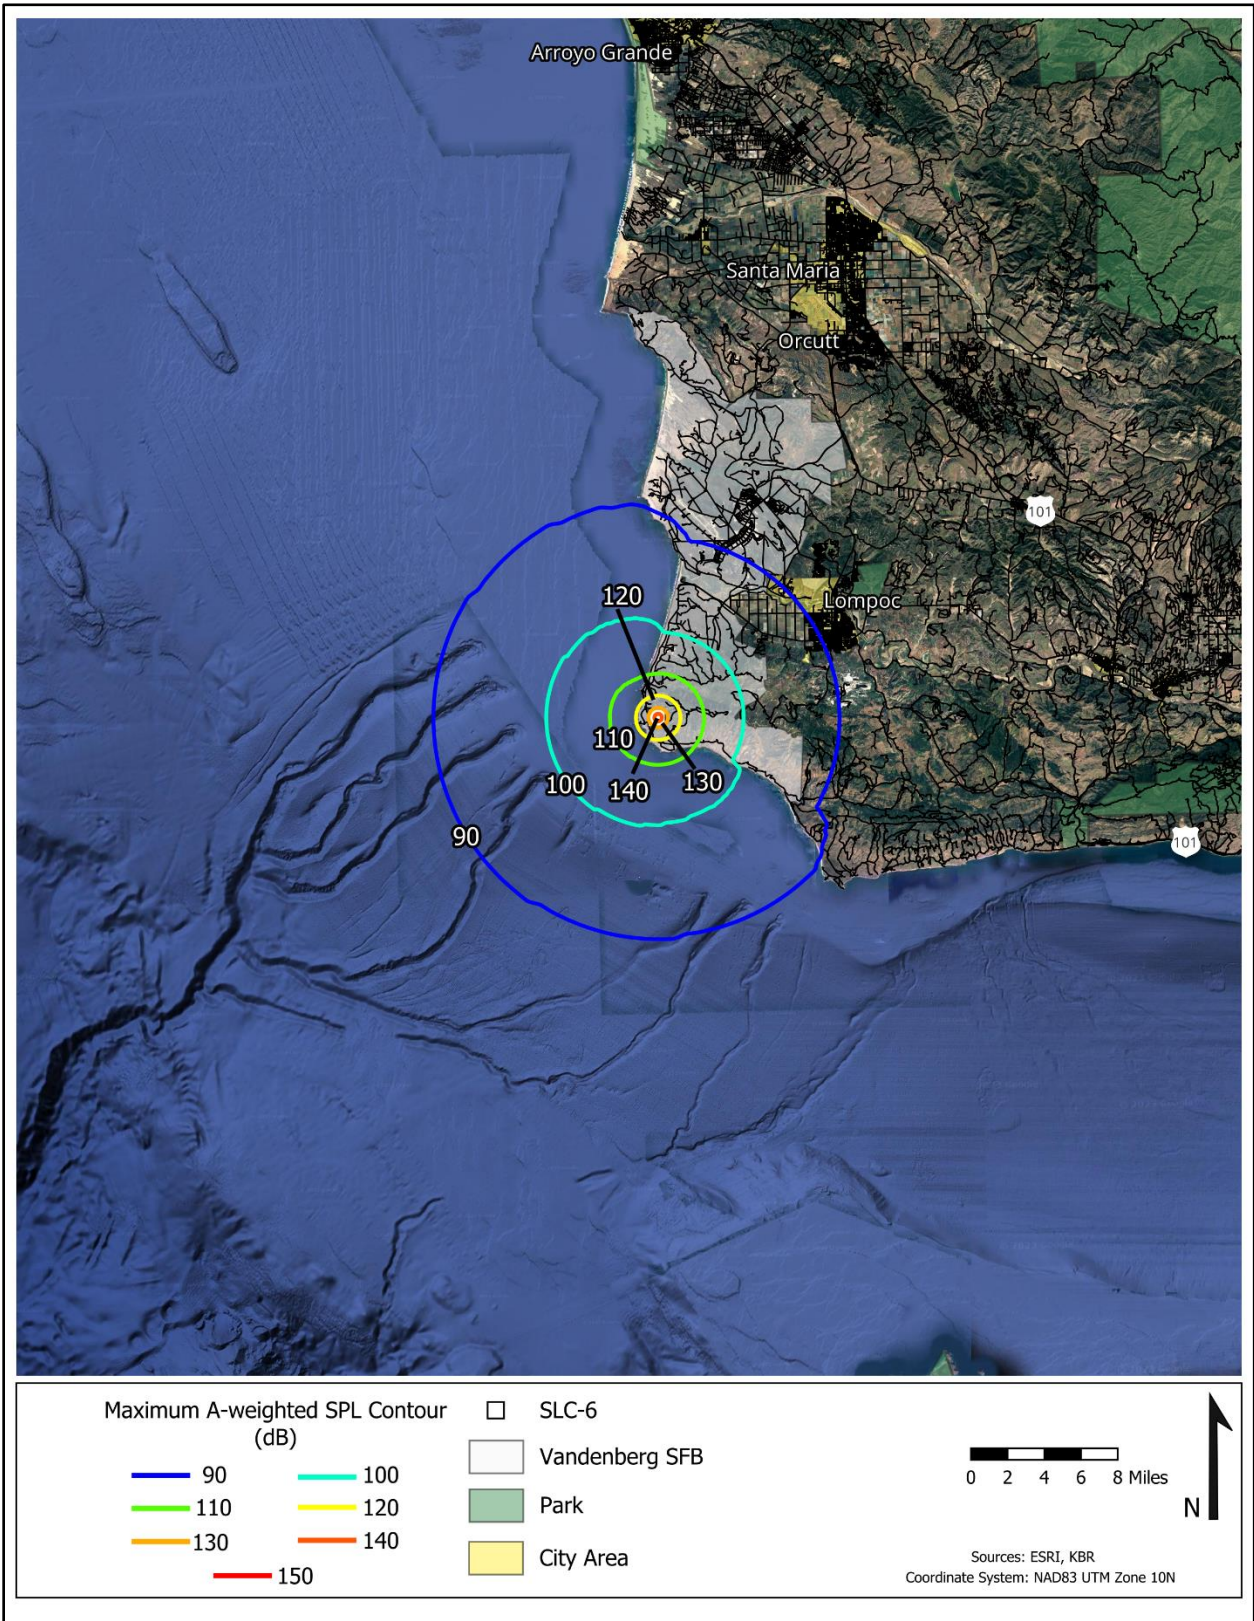 Arroyo Grande
Santa Maria
Orcutt
101
120
Lompoc
110
100
140
130
90
101
Maximum A-weighted SPL Contour
(dB)
90
100
110
120
130
140
150
SLC-6
Vandenberg SFB
Park
City Area
0 2 4 6 8 Miles
N
Sources: ESRI, KBR
Coordinate System: NAD83 UTM Zone 10N